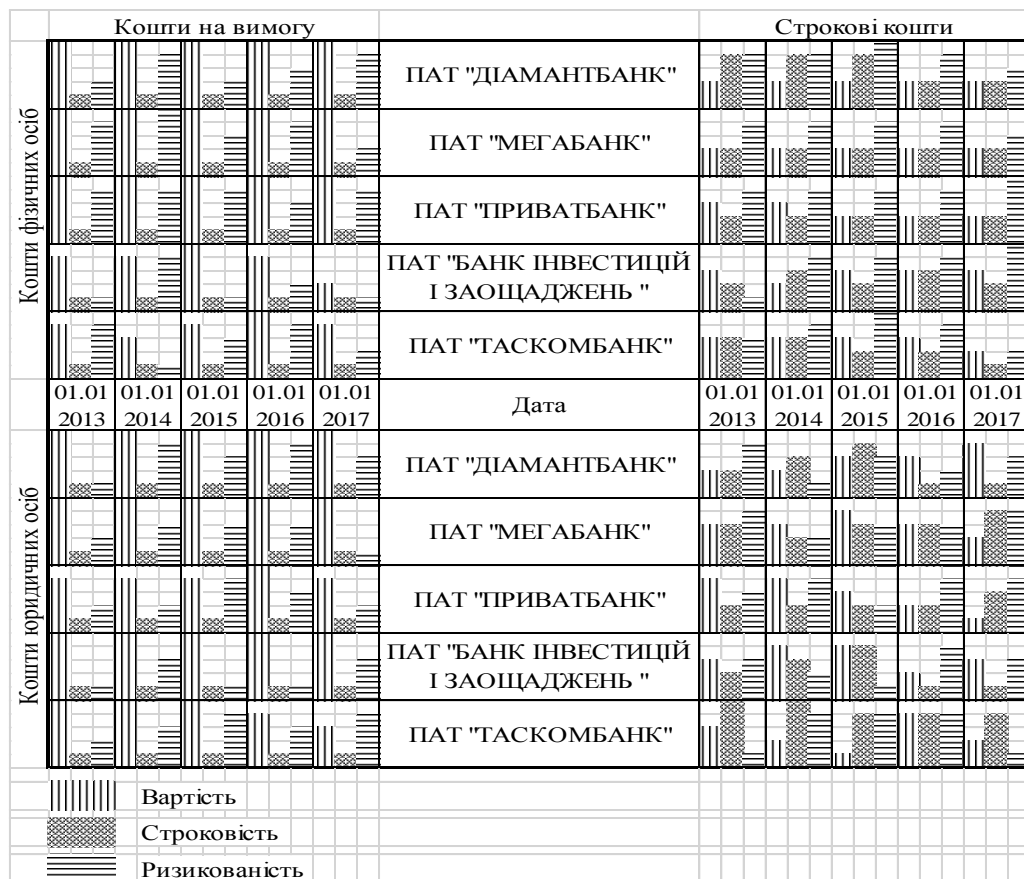 Кошти на вимогу
Строкові кошти
Кошти фізичних осіб
ПАТ "ДІАМАНТБАНК"
ПАТ "МЕГАБАНК"
ПАТ "ПРИВАТБАНК"
ПАТ "БАНК ІНВЕСТИЦІЙ
І ЗАОЩАДЖЕНЬ "
ПАТ "ТАСКОМБАНК"
01.01 01.01 01.01 01.01 01.01
2013 2014 2015 2016 2017
Дата
01.01 01.01 01.01 01.01 01.01
2013 2014 2015 2016 2017
Кошти юридичних осіб
ПАТ "ДІАМАНТБАНК"
ПАТ "МЕГАБАНК"
ПАТ "ПРИВАТБАНК"
ПАТ "БАНК ІНВЕСТИЦІЙ
І ЗАОЩАДЖЕНЬ "
ПАТ "ТАСКОМБАНК"
Вартість
Строковість
Ризикованість